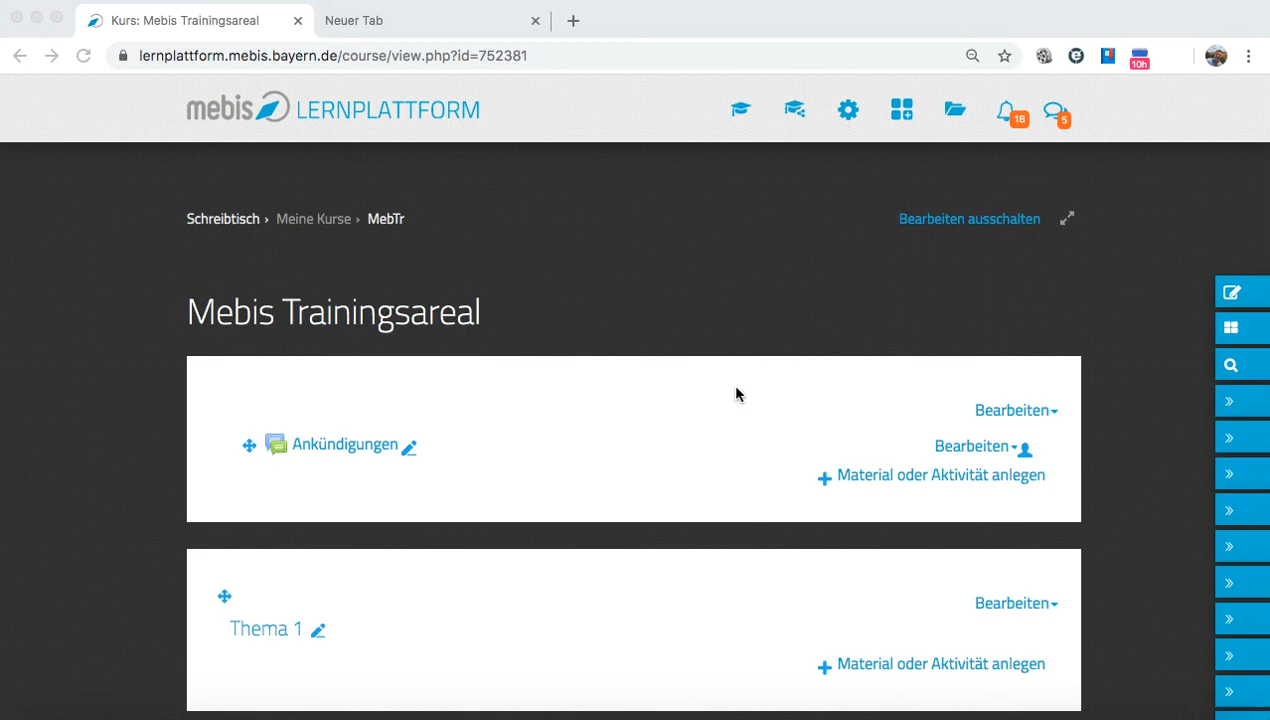 Kurs: Mebis Trainingsareal
Neuer Tab
lernplattform.mebis.bayern.de/course/view.php?id=752381
10h
mebis LERNPLATTFORM
18
5
Schreibtisch › Meine Kurse › MebTr
Bearbeiten ausschalten
Mebis Trainingsareal
Bearbeiten
Ankündigungen
Bearbeiten
Material oder Aktivität anlegen
Bearbeiten
Thema 1
Material oder Aktivität anlegen